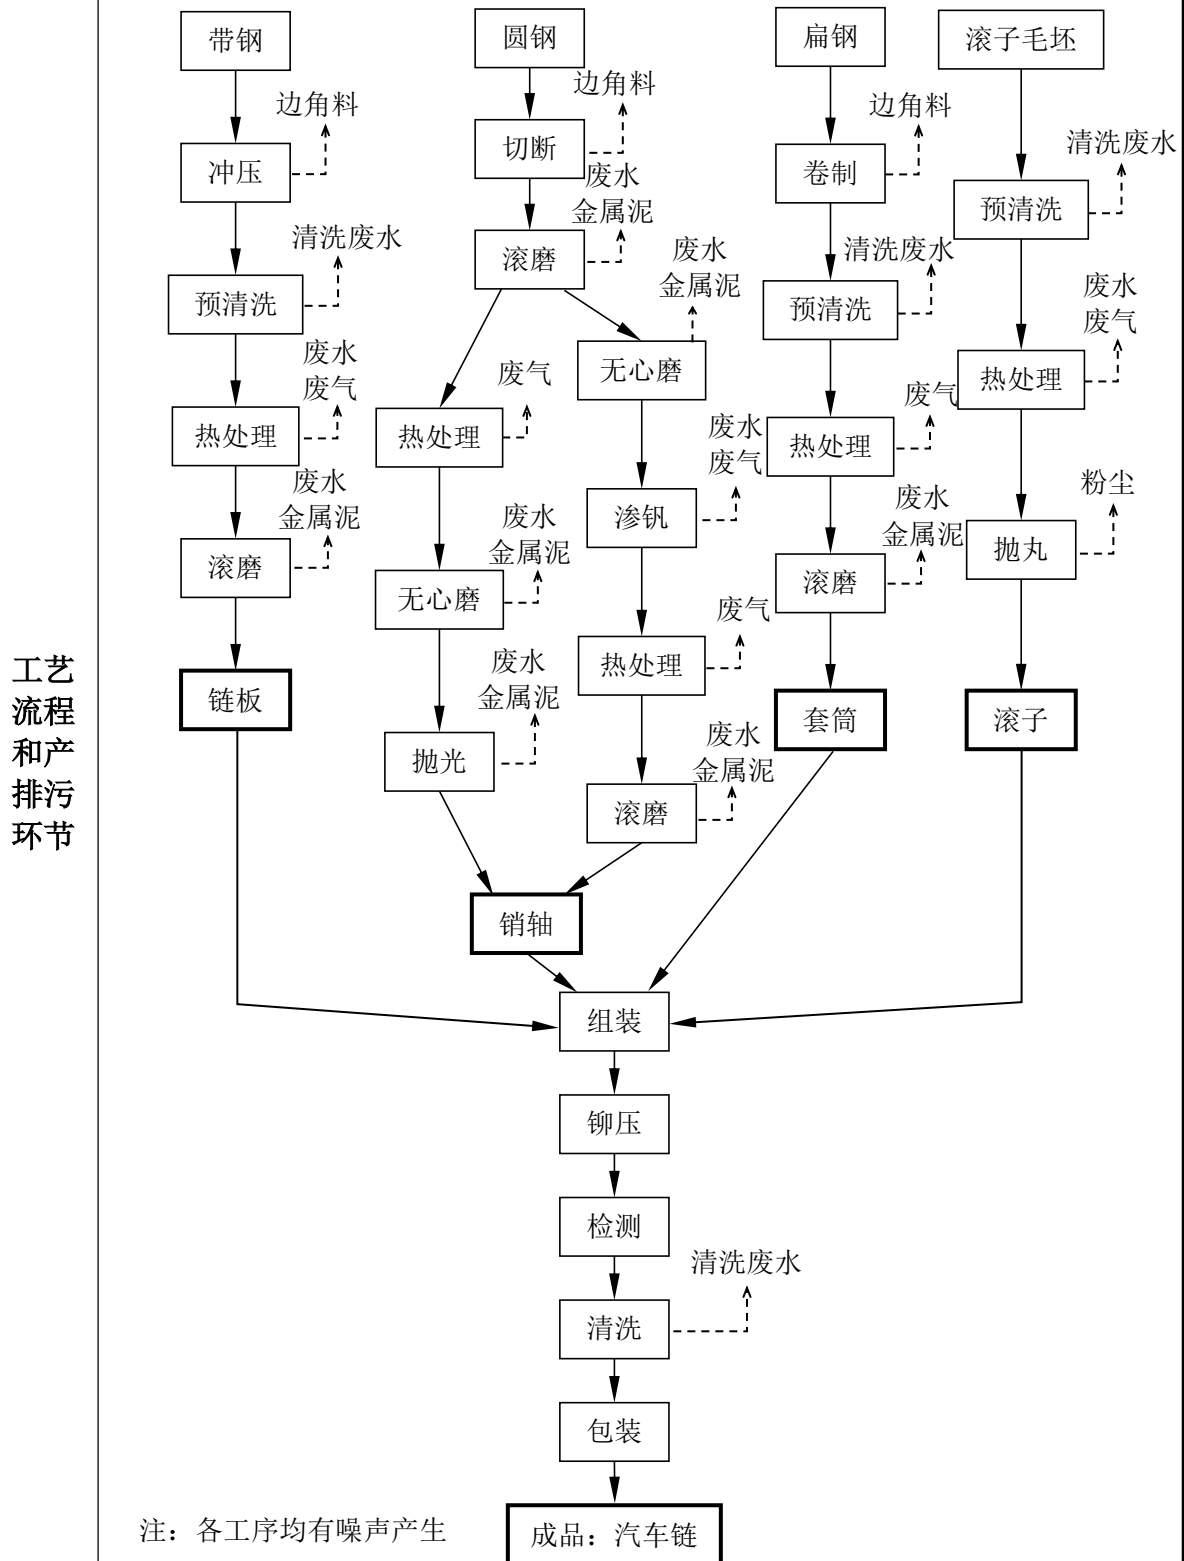 工艺
流程
和产
排污
环节
带钢
边角料
冲压
清洗废水
预清洗
废水
废气
热处理
废水
金属泥
滚磨
链板
圆钢
边角料
切断
废水
金属泥
滚磨
废气
热处理
废水
金属泥
无心磨
废水
金属泥
抛光
废水
金属泥
无心磨
废水
废气
渗钒
废气
热处理
废水
金属泥
滚磨
销轴
扁钢
边角料
卷制
清洗废水
预清洗
废气
热处理
废水
金属泥
滚磨
套筒
滚子毛坯
清洗废水
预清洗
废水
废气
热处理
粉尘
抛丸
滚子
组装
铆压
检测
清洗废水
清洗
包装
成品：汽车链
注：各工序均有噪声产生